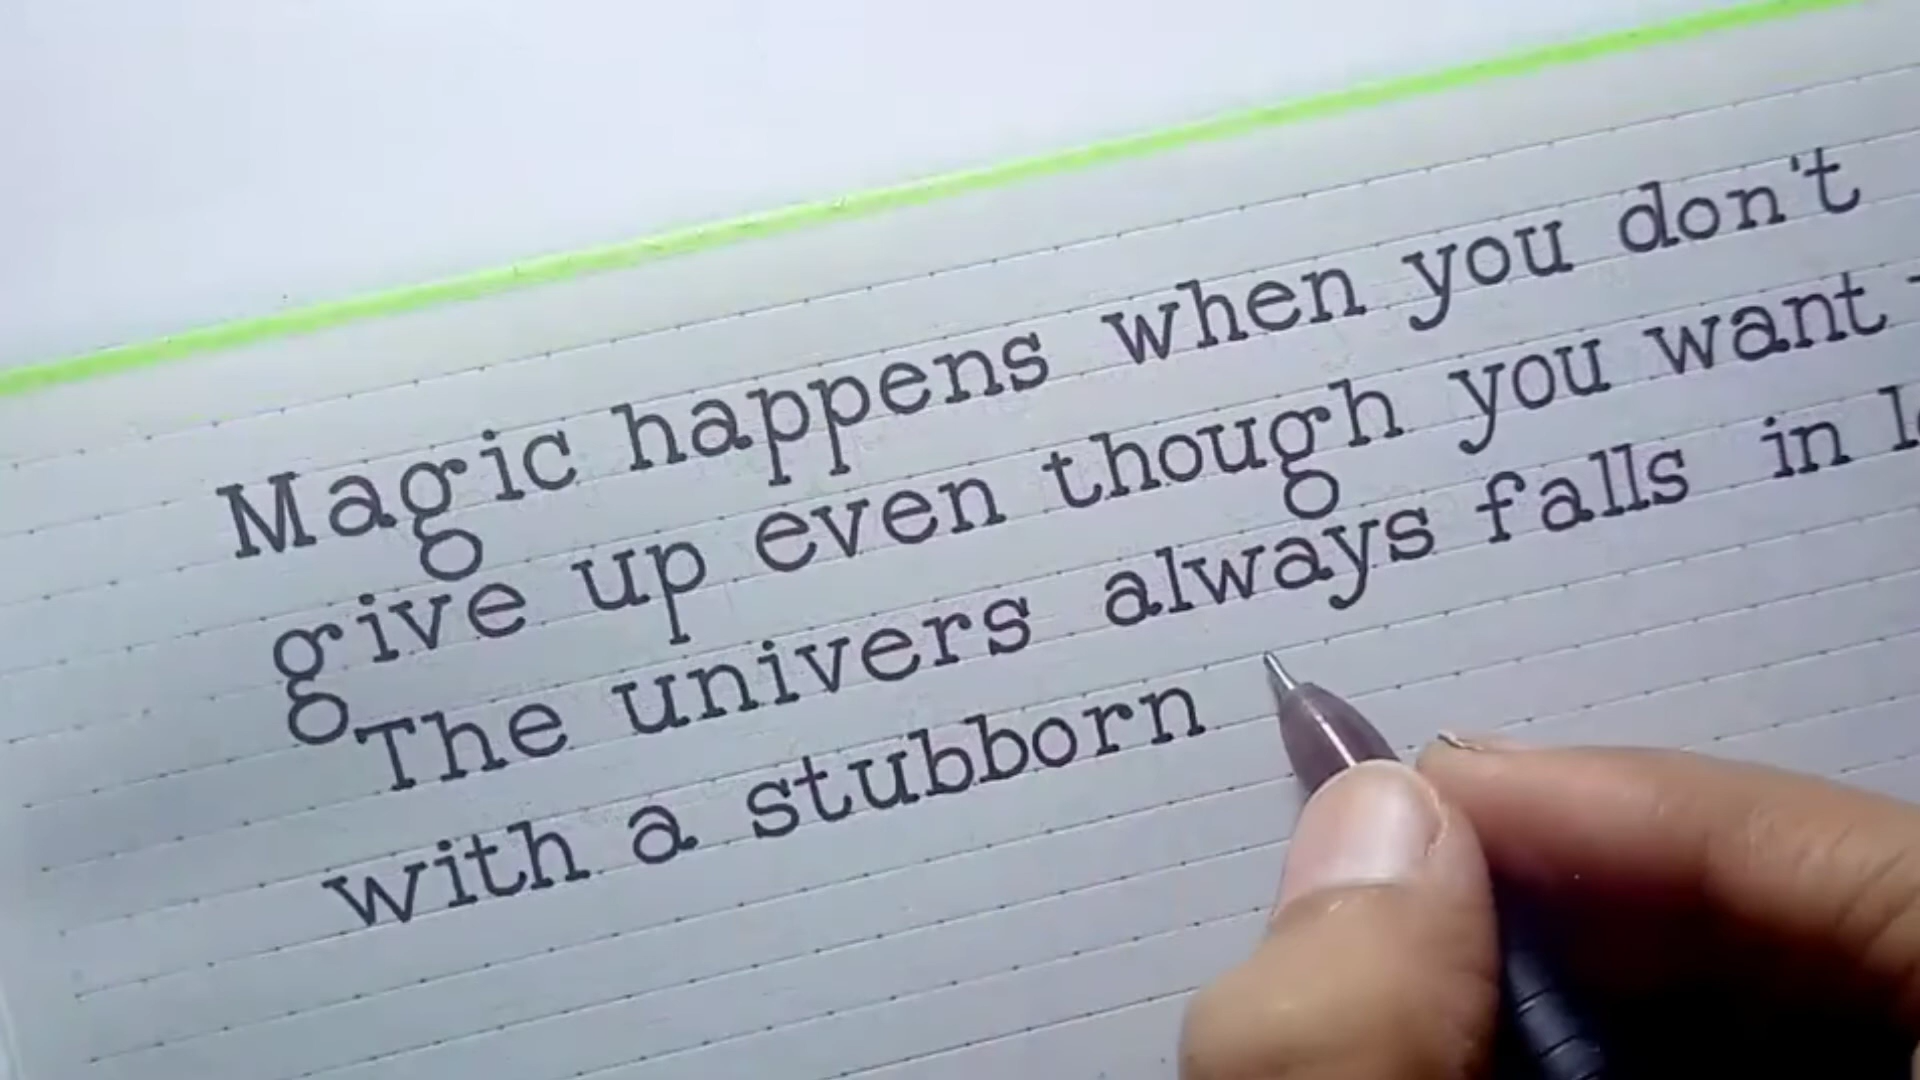 Magic happens when you don't
give up even though you want
The univers always falls in
with a stubborn